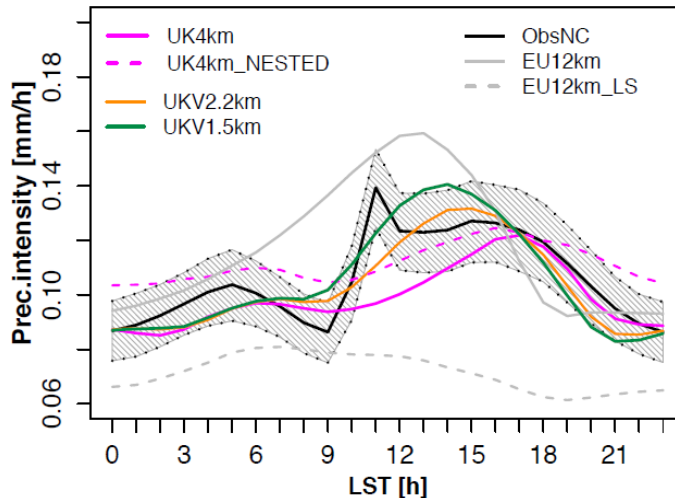 UK4km
UK4km_NESTED
UKV2.2km
UKV1.5km
ObsNC
EU12km
EU12km_LS
Prec.intensity [mm/h]
0.18
0.14
0.10
0.06
0 3 6 9 12 15 18 21
LST [h]